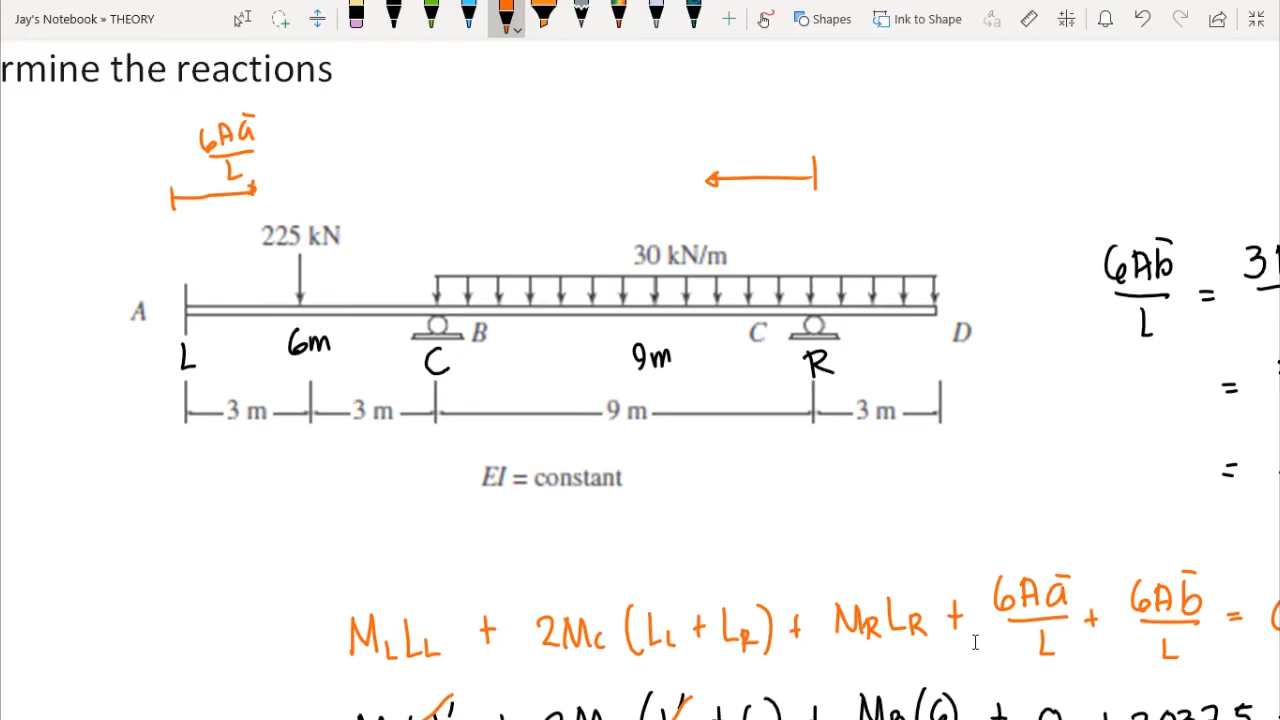 Jay's Notebook » THEORY
Shapes
Ink to Shape
rmine the reactions
6Aā
L
225 kN
30 kN/m
6Ab̄
L
= 3
A
B
C
D
L
6m
C
9m
R
3 m
3 m
9 m
3 m
=
=
EI = constant
M_L L_L + 2M_C (L_L + L_R) + M_R L_R + 6Aā/L + 6Ab̄/L =